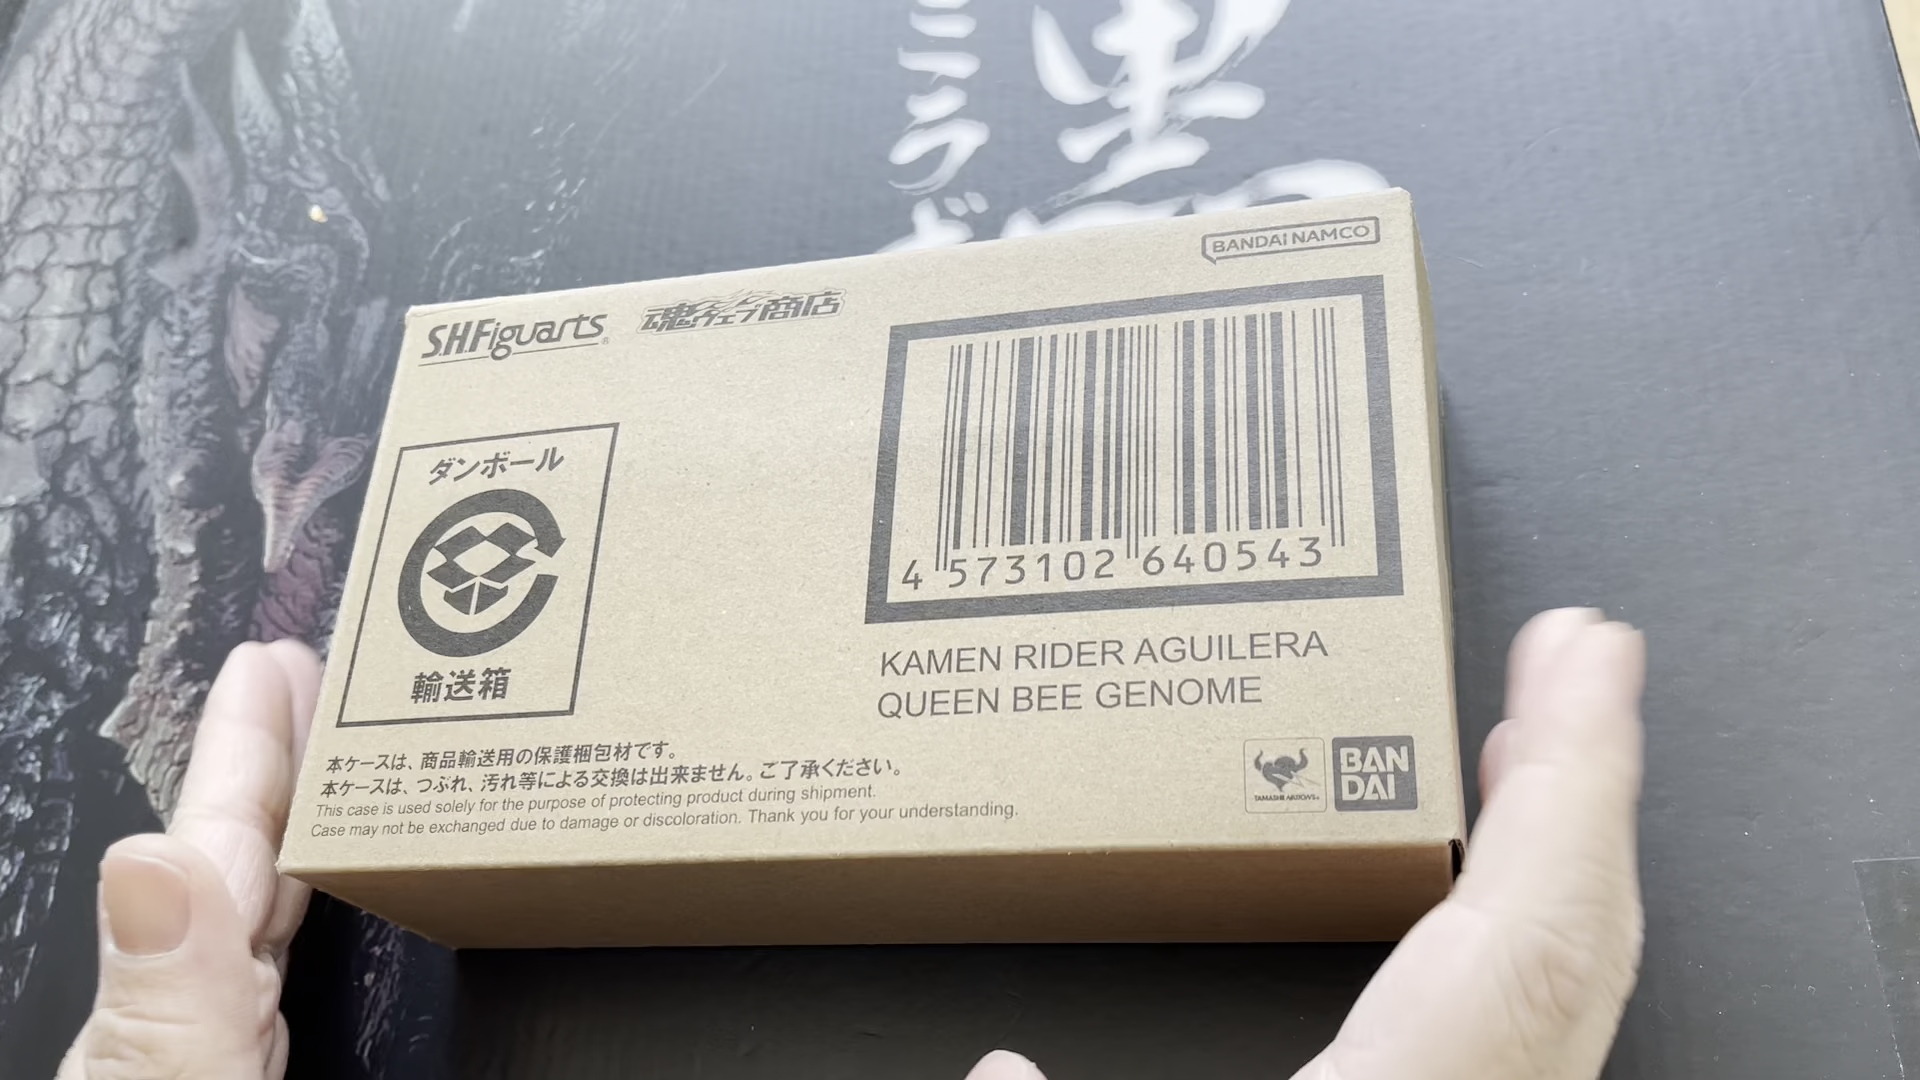 S.H.Figuarts
魂ウェブ商店
BANDAI NAMCO
ダンボール
輸送箱
4 573102 640543
KAMEN RIDER AGUILERA
QUEEN BEE GENOME
本ケースは、商品輸送用の保護梱包材です。
本ケースは、つぶれ、汚れ等による交換は出来ません。ご了承ください。
This case is used solely for the purpose of protecting product during shipment.
Case may not be exchanged due to damage or discoloration. Thank you for your understanding.
TAMASHII NATIONS
BAN
DAI